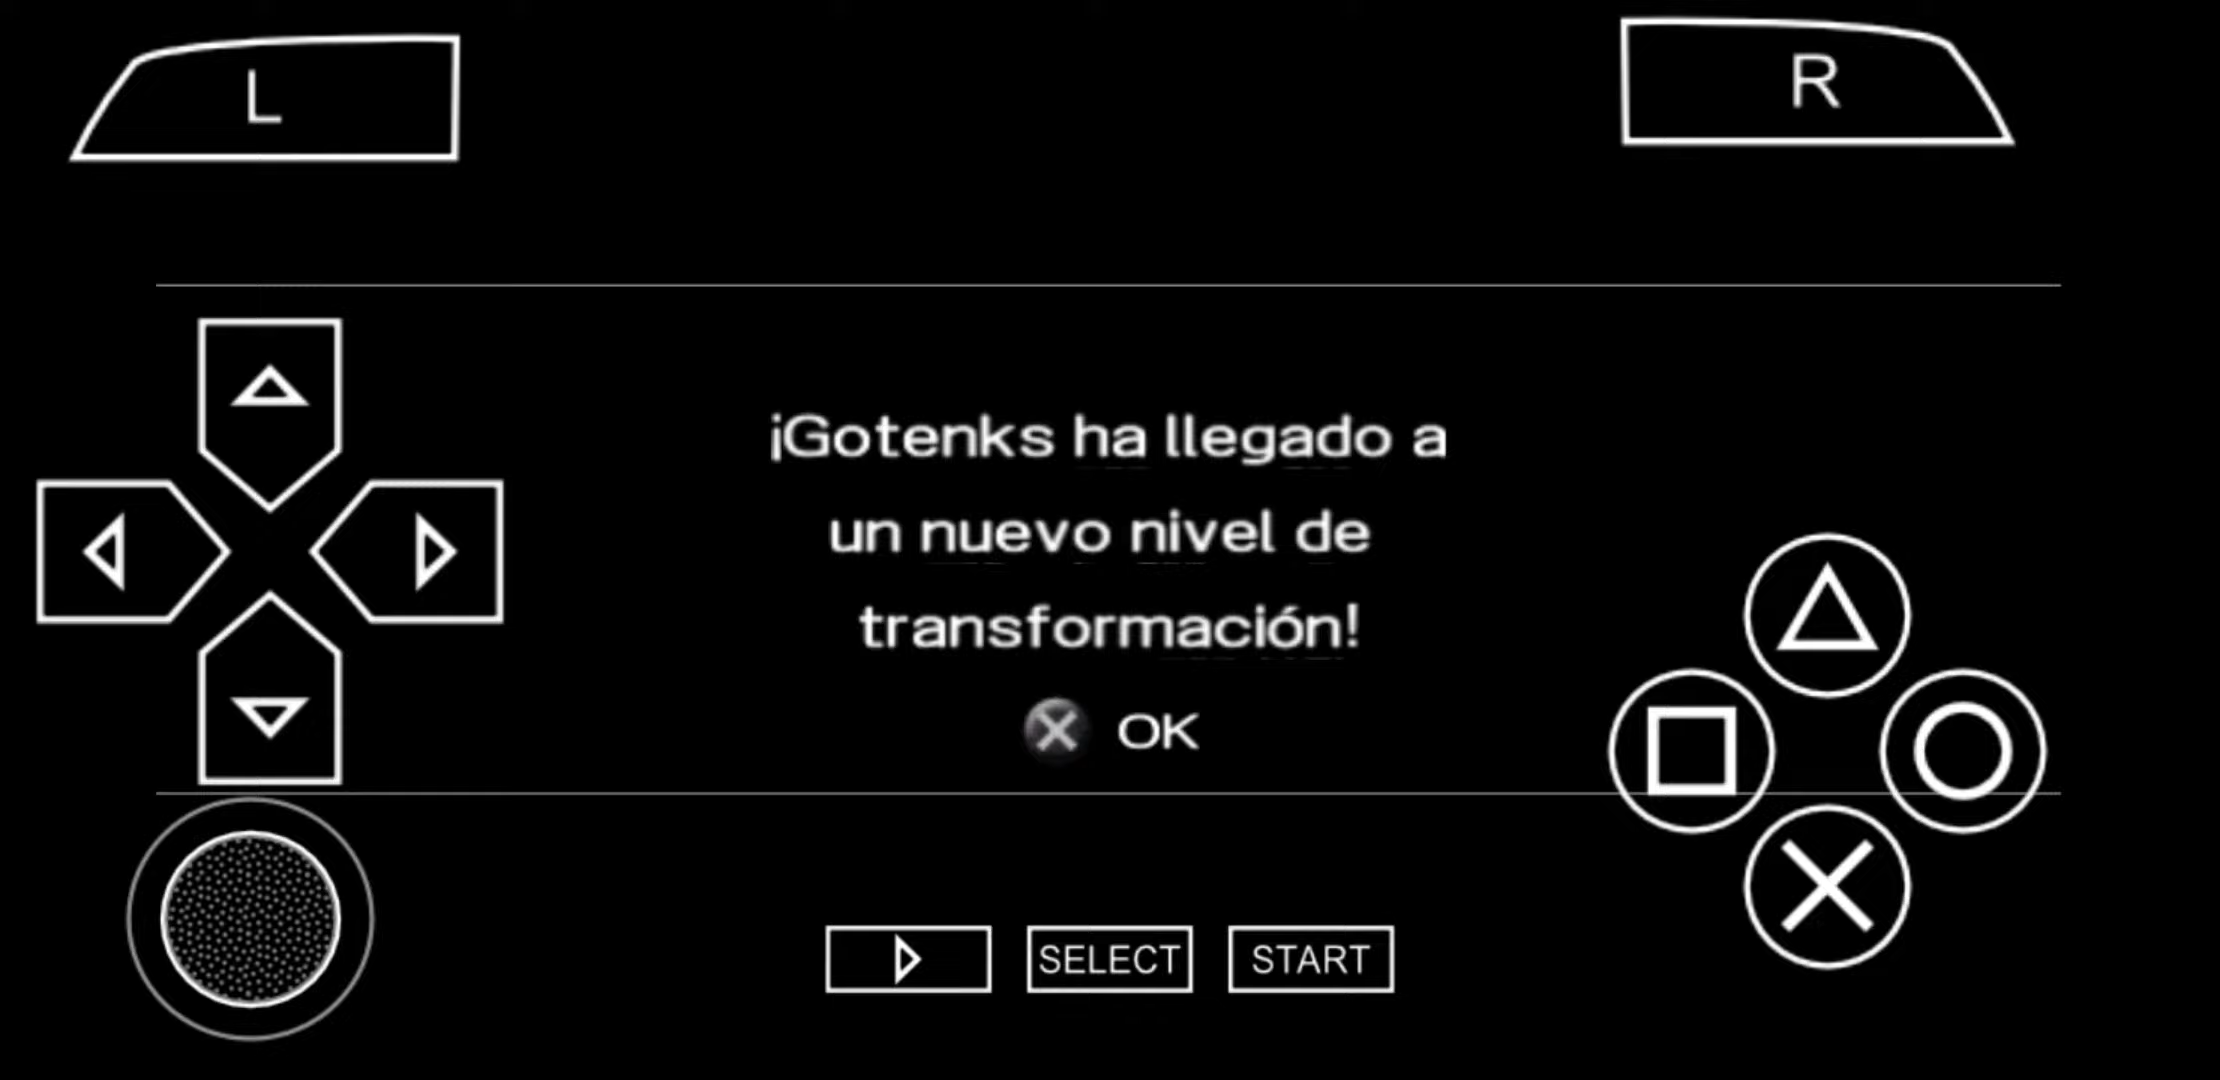 L
R
¡Gotenks ha llegado a
un nuevo nivel de
transformación!
OK
SELECT
START